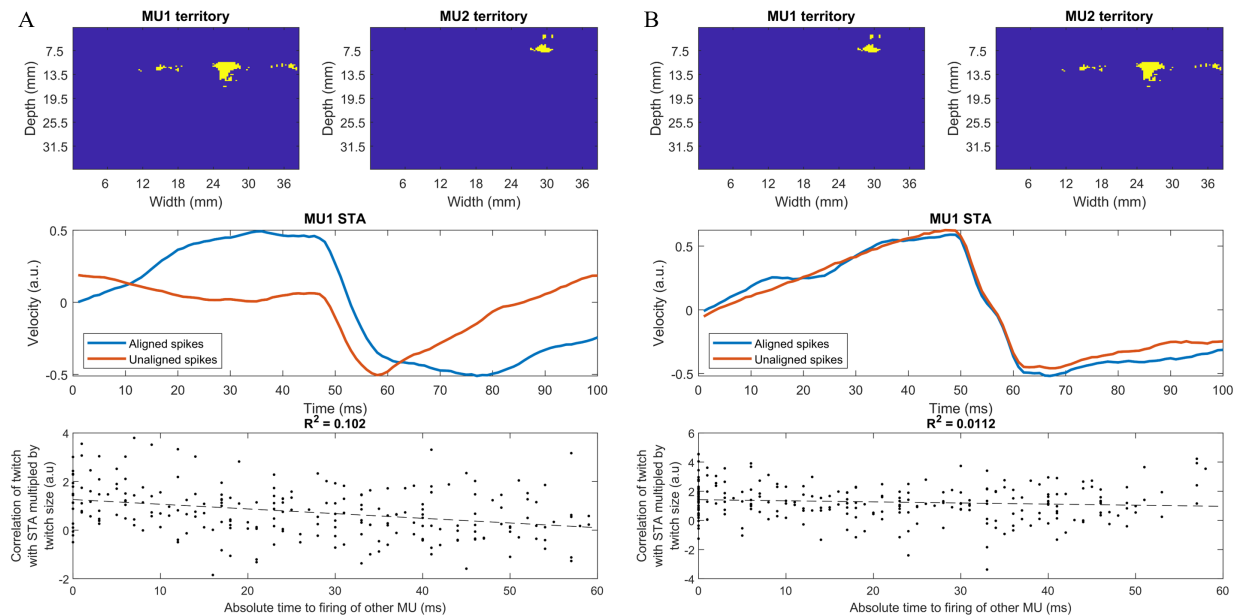 A
MU1 territory
MU2 territory
Depth (mm)
7.5
13.5
19.5
25.5
31.5
6 12 18 24 30 36
Width (mm)
Depth (mm)
7.5
13.5
19.5
25.5
31.5
6 12 18 24 30 36
Width (mm)
MU1 STA
Velocity (a.u.)
0.5
0
-0.5
Aligned spikes
Unaligned spikes
0 10 20 30 40 50 60 70 80 90 100
Time (ms)
R2 = 0.102
Correlation of twitch
with STA multipled by
twitch size (a.u)
4
2
0
-2
0 10 20 30 40 50 60
Absolute time to firing of other MU (ms)
B
MU1 territory
MU2 territory
Depth (mm)
7.5
13.5
19.5
25.5
31.5
6 12 18 24 30 36
Width (mm)
Depth (mm)
7.5
13.5
19.5
25.5
31.5
6 12 18 24 30 36
Width (mm)
MU1 STA
Velocity (a.u.)
0.5
0
-0.5
Aligned spikes
Unaligned spikes
0 10 20 30 40 50 60 70 80 90 100
Time (ms)
R2 = 0.0112
Correlation of twitch
with STA multipled by
twitch size (a.u)
6
4
2
0
-2
-4
0 10 20 30 40 50 60
Absolute time to firing of other MU (ms)